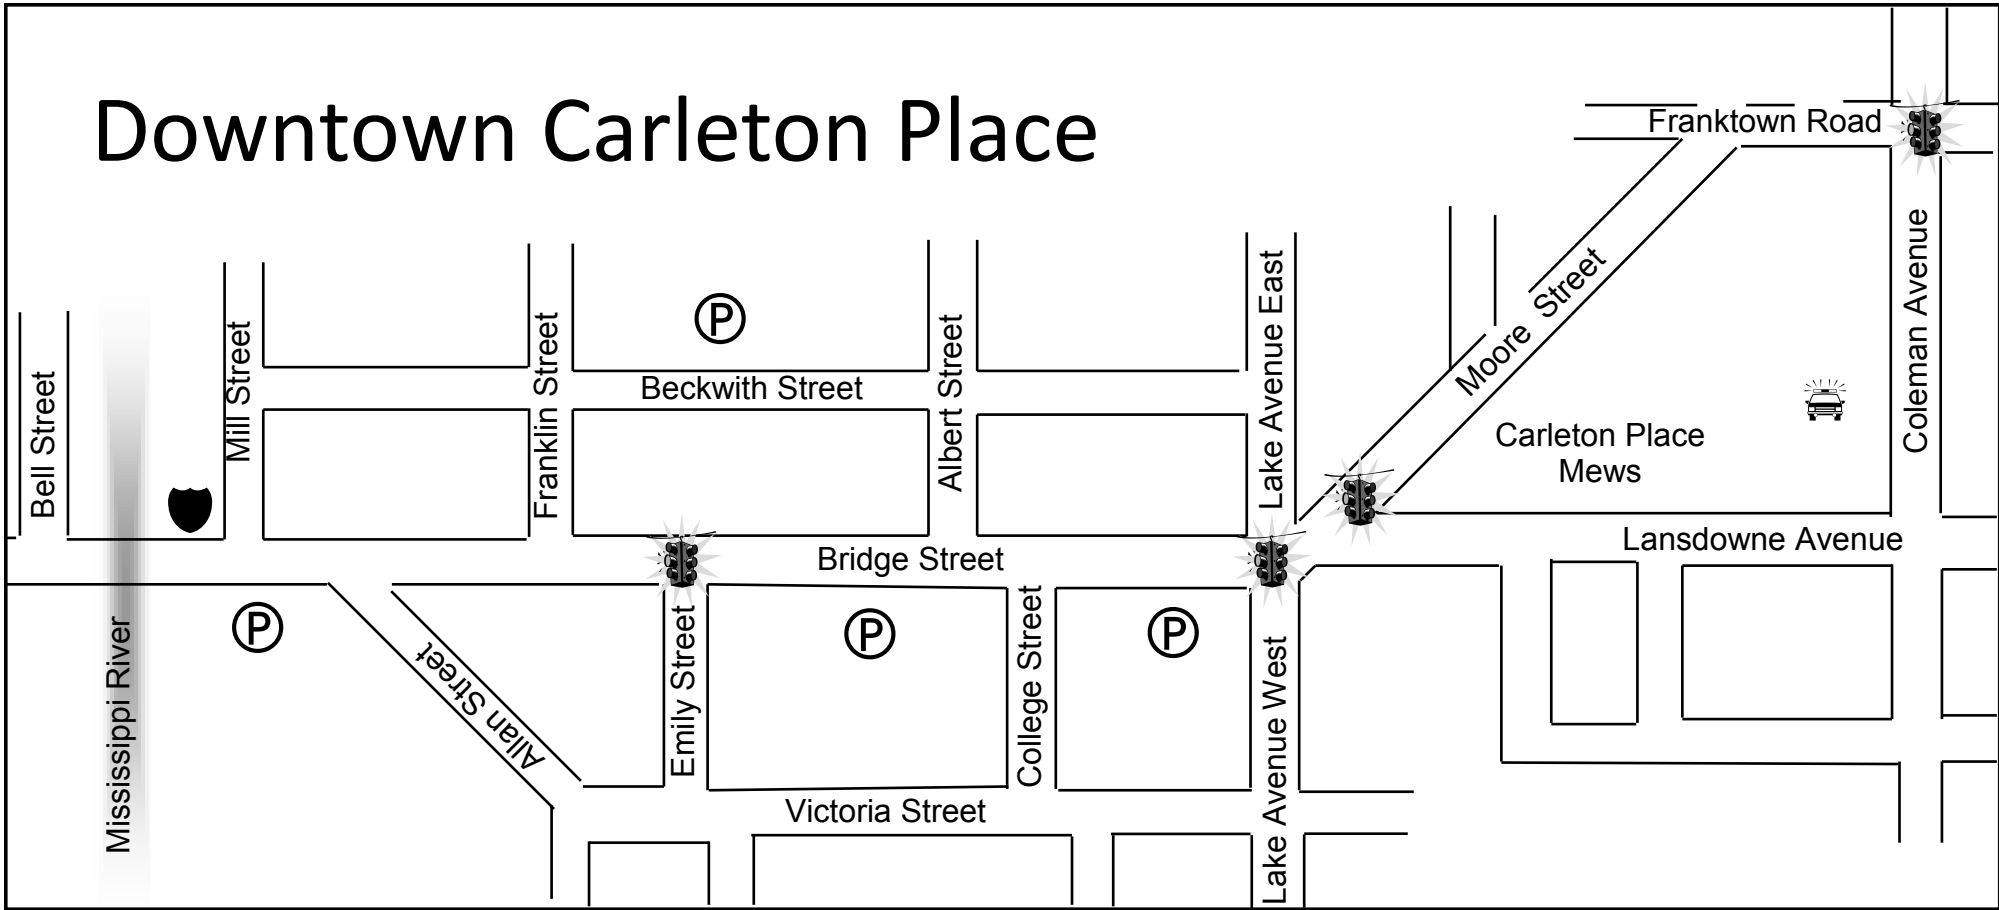 Downtown Carleton Place
Franktown Road
Moore Street
Coleman Avenue
Lake Avenue East
P
Beckwith Street
Albert Street
Franklin Street
Mill Street
Bell Street
Carleton Place
Mews
Lansdowne Avenue
Bridge Street
P
P
P
Mississippi River
Allan Street
Emily Street
College Street
Lake Avenue West
Victoria Street